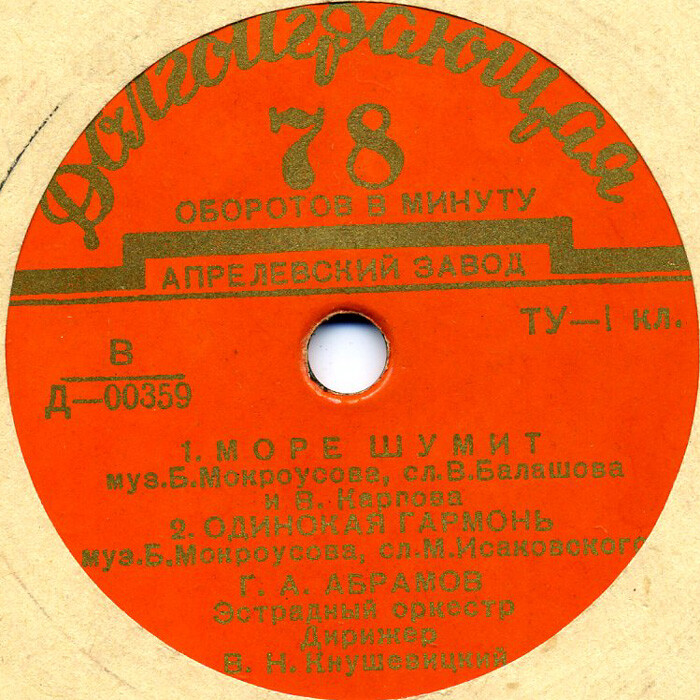 Долгоиграющая
78
ОБОРОТОВ В МИНУТУ
АПРЕЛЕВСКИЙ ЗАВОД
ТУ—I кл.
В
Д—00359
1. МОРЕ ШУМИТ
муз.Б.Мокроусова, сл.В.Балашова
и В. Карпова
2. ОДИНОКАЯ ГАРМОНЬ
муз.Б.Мокроусова, сл.М.Исаковского
Г. А. АБРАМОВ
Эстрадный оркестр
Дирижер
В. Н. Кнушевицкий